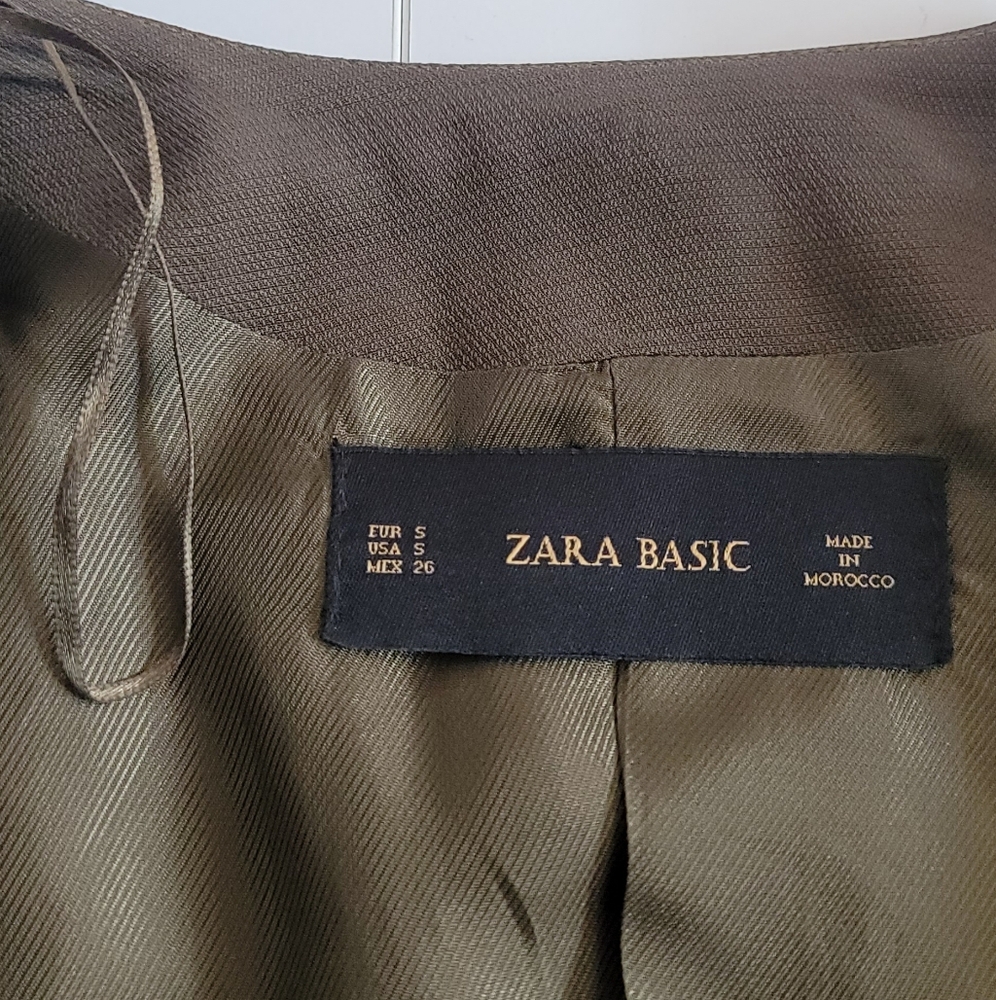 EUR S
USA S
MEX 26
ZARA BASIC
MADE
IN
MOROCCO